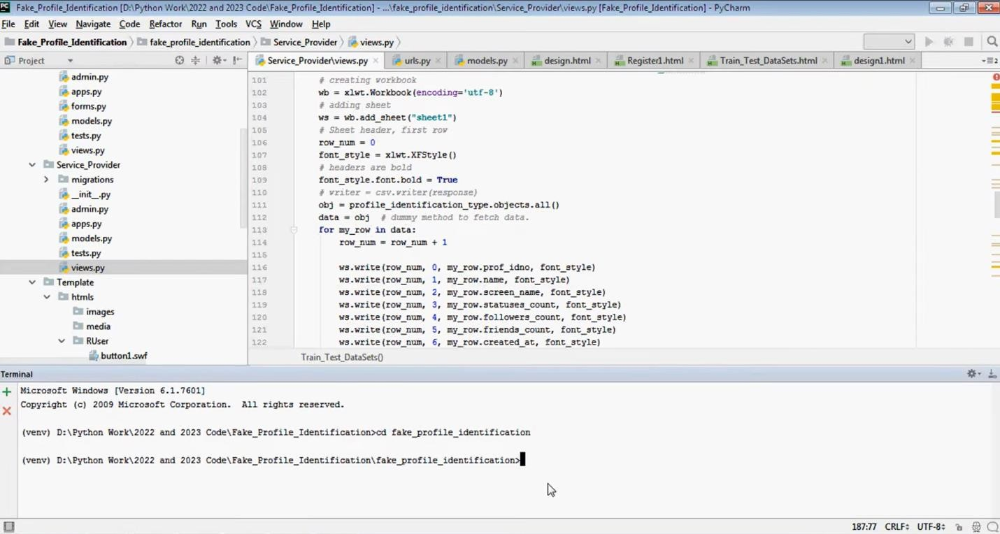 Fake_Profile_Identification [D:\Python Work\2022 and 2023 Code\Fake_Profile_Identification] - ...\fake_profile_identification\Service_Provider\views.py [Fake_Profile_Identification] - PyCharm
File Edit View Navigate Code Refactor Run Tools VCS Window Help
Fake_Profile_Identification fake_profile_identification Service_Provider views.py
Project
Service_Provider\views.py urls.py models.py design.html Register1.html Train_Test_DataSets.html design1.html
admin.py
apps.py
forms.py
models.py
tests.py
views.py
Service_Provider
migrations
__init__.py
admin.py
apps.py
models.py
tests.py
views.py
Template
htmls
images
media
RUser
button1.swf
101 # creating workbook
102 wb = xlwt.Workbook(encoding='utf-8')
103 # adding sheet
104 ws = wb.add_sheet("sheet1")
105 # Sheet header, first row
106 row_num = 0
107 font_style = xlwt.XFStyle()
108 # headers are bold
109 font_style.font.bold = True
110 # writer = csv.writer(response)
111 obj = profile_identification_type.objects.all()
112 data = obj # dummy method to fetch data.
113 for my_row in data:
114 row_num = row_num + 1
115
116 ws.write(row_num, 0, my_row.prof_idno, font_style)
117 ws.write(row_num, 1, my_row.name, font_style)
118 ws.write(row_num, 2, my_row.screen_name, font_style)
119 ws.write(row_num, 3, my_row.statuses_count, font_style)
120 ws.write(row_num, 4, my_row.followers_count, font_style)
121 ws.write(row_num, 5, my_row.friends_count, font_style)
122 ws.write(row_num, 6, my_row.created_at, font_style)
Train_Test_DataSets()
Terminal
Microsoft Windows [Version 6.1.7601]
Copyright (c) 2009 Microsoft Corporation. All rights reserved.
(venv) D:\Python Work\2022 and 2023 Code\Fake_Profile_Identification>cd fake_profile_identification
(venv) D:\Python Work\2022 and 2023 Code\Fake_Profile_Identification\fake_profile_identification>
187:77 CRLF UTF-8